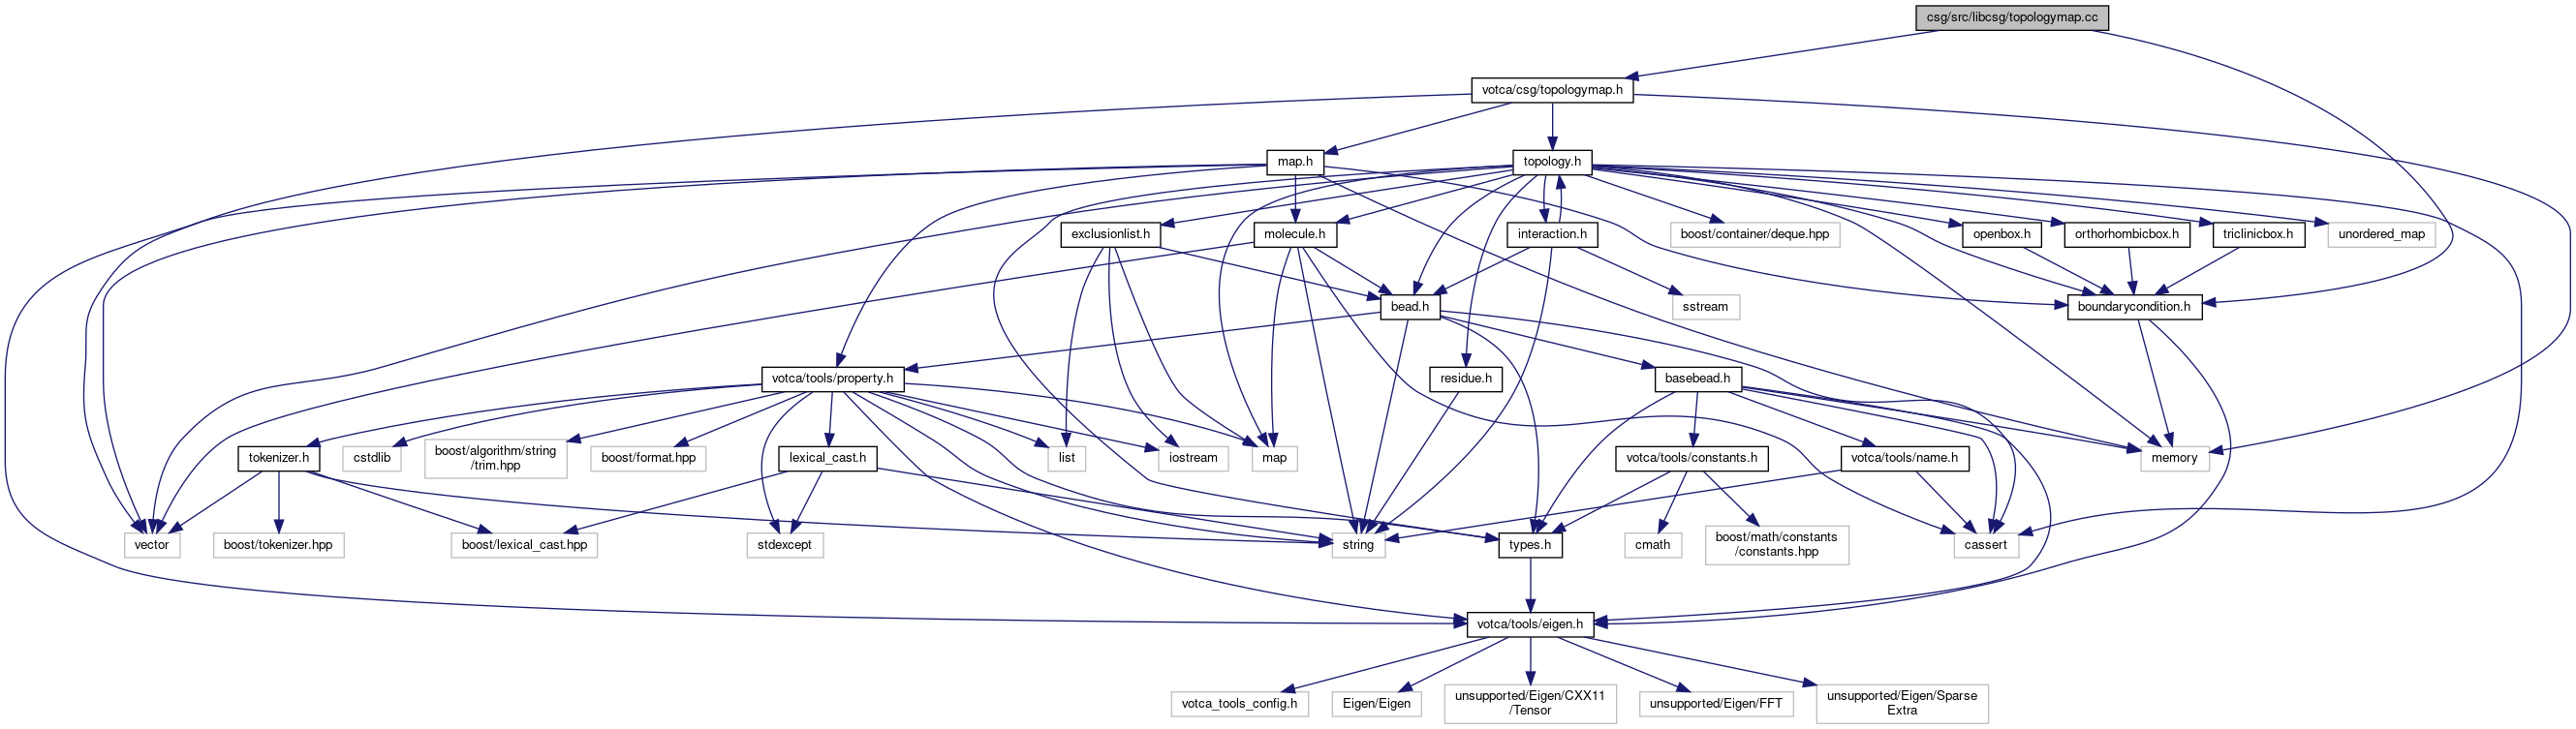 csg/src/libcsg/topologymap.cc
votca/csg/topologymap.h
map.h
topology.h
exclusionlist.h
molecule.h
interaction.h
boost/container/deque.hpp
openbox.h
orthorhombicbox.h
triclinicbox.h
unordered_map
bead.h
sstream
boundarycondition.h
votca/tools/property.h
residue.h
basebead.h
tokenizer.h
cstdlib
boost/algorithm/string
/trim.hpp
boost/format.hpp
lexical_cast.h
list
iostream
map
votca/tools/constants.h
votca/tools/name.h
memory
vector
boost/tokenizer.hpp
boost/lexical_cast.hpp
stdexcept
string
types.h
cmath
boost/math/constants
/constants.hpp
cassert
votca/tools/eigen.h
votca_tools_config.h
Eigen/Eigen
unsupported/Eigen/CXX11
/Tensor
unsupported/Eigen/FFT
unsupported/Eigen/Sparse
Extra